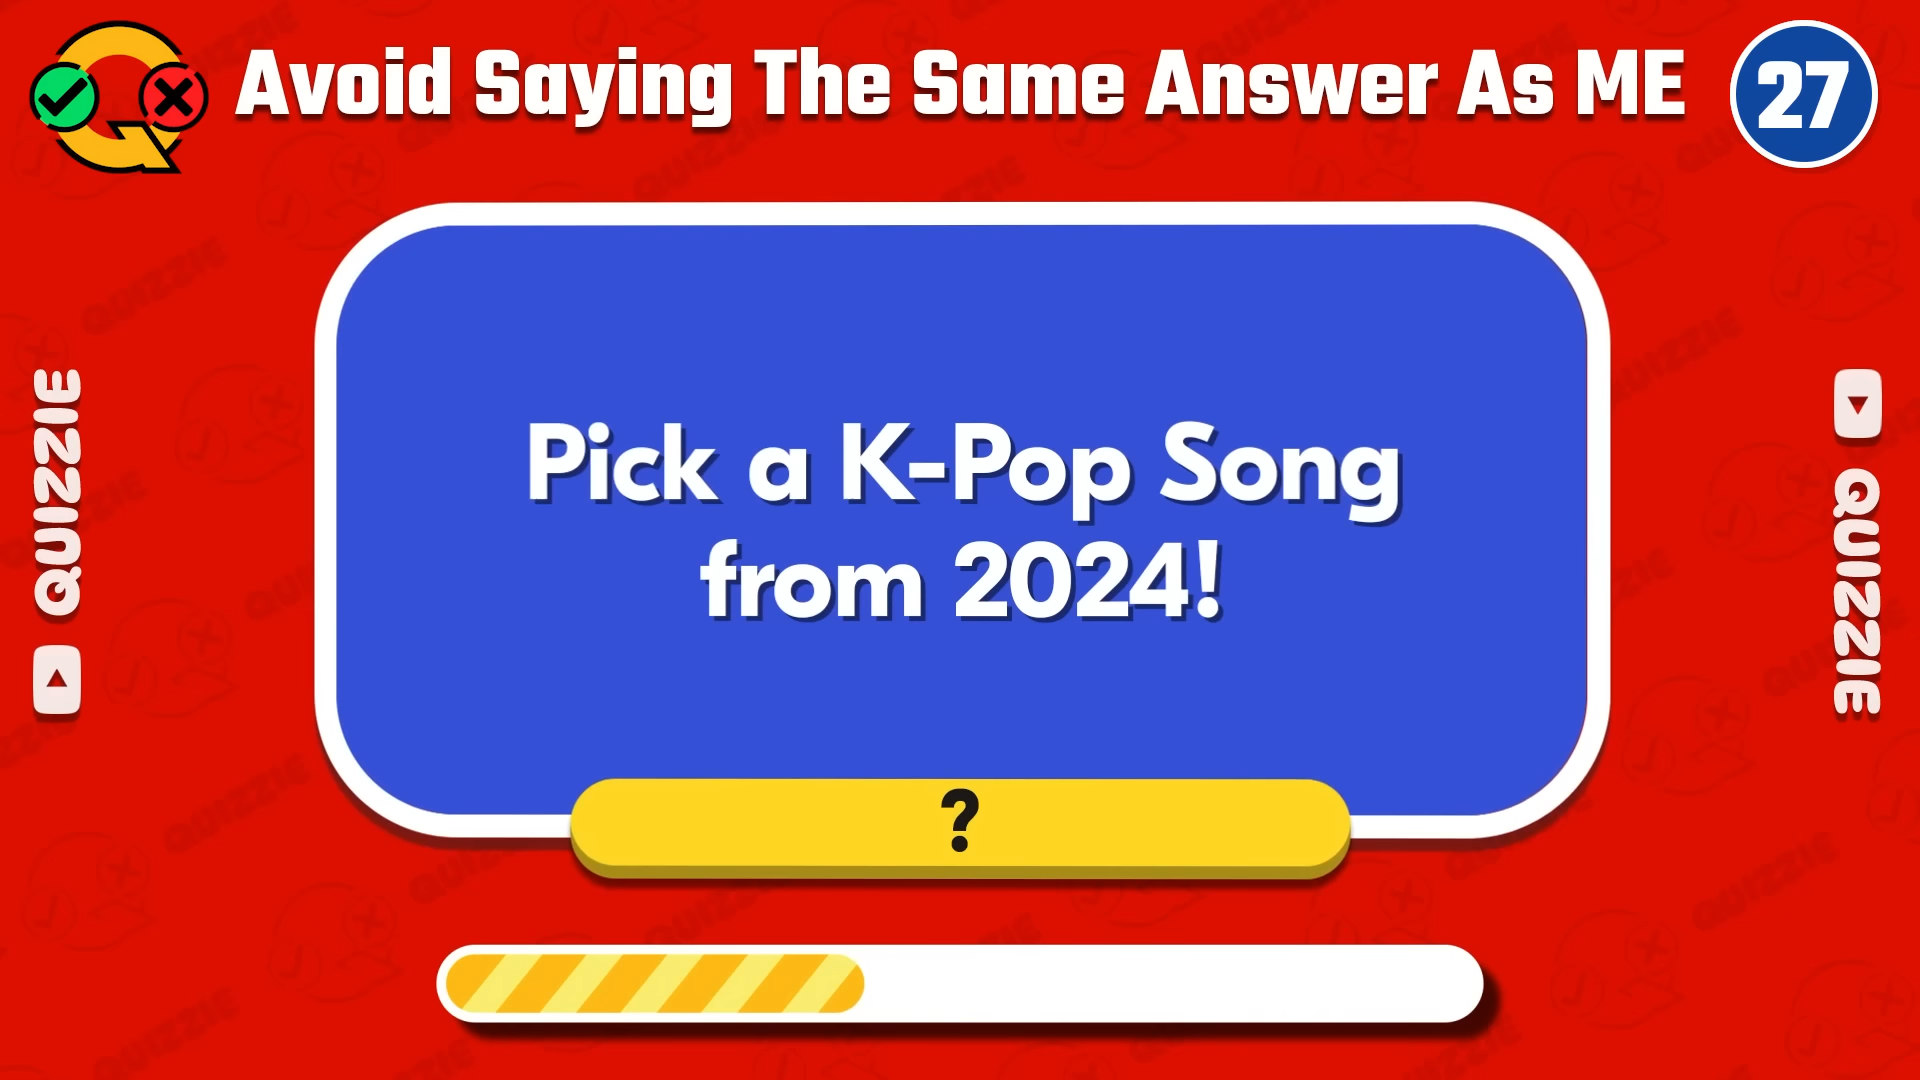 Avoid Saying The Same Answer As ME
27
Pick a K-Pop Song
from 2024!
?
QUIZZIE
QUIZZIE